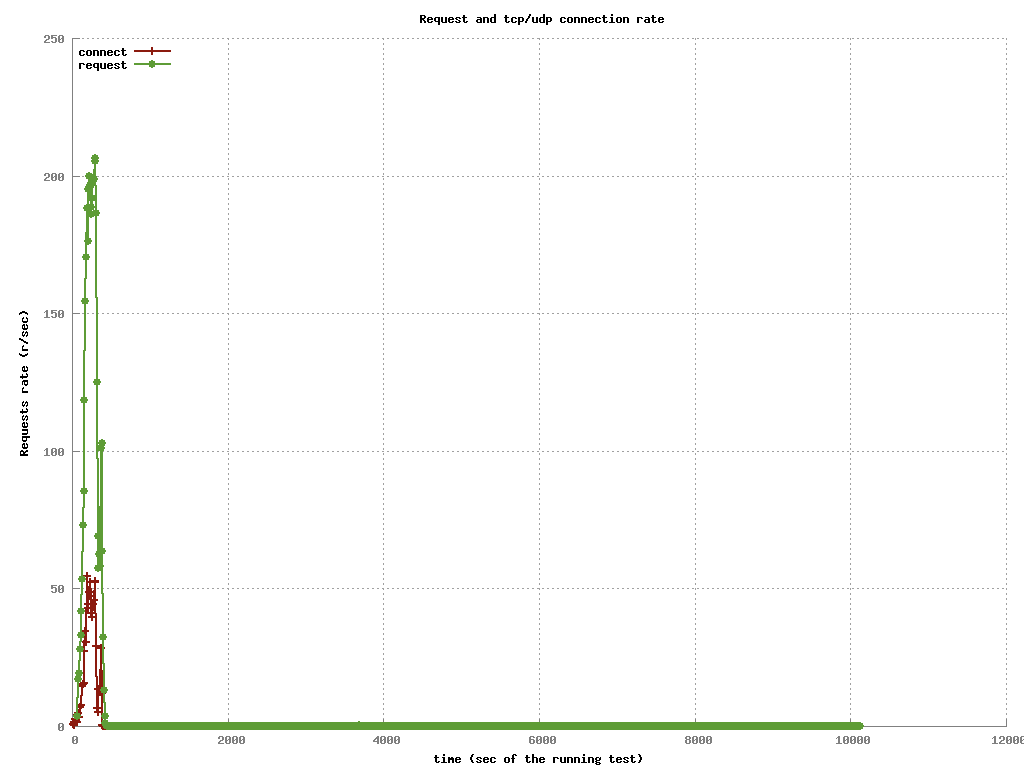 Request and tcp/udp connection rate
250
connect
request
200
150
Requests rate (r/sec)
100
50
0
0 2000 4000 6000 8000 10000 12000
time (sec of the running test)